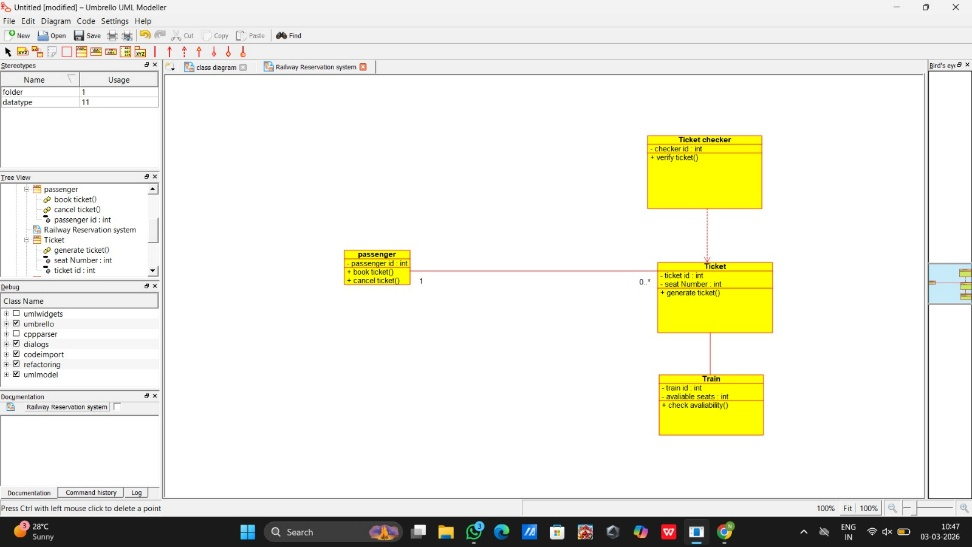 Untitled [modified] – Umbrello UML Modeller
File Edit Diagram Code Settings Help
New Open Save Cut Copy Paste Find
Stereotypes
Name Usage
folder 1
datatype 11
Tree View
passenger
book ticket()
cancel ticket()
passenger id : int
Railway Reservation system
Ticket
generate ticket()
seat Number : int
ticket id : int
Debug
Class Name
umlwidgets
umbrello
cppparser
dialogs
codeimport
refactoring
umlmodel
Documentation
Railway Reservation system
Documentation Command history Log
class diagram Railway Reservation system
Bird's eye
Ticket checker
- checker id : int
+ verify ticket()
passenger
- passenger id : int
+ book ticket()
+ cancel ticket()
1
0..*
Ticket
- ticket id : int
- seat Number : int
+ generate ticket()
Train
- train id : int
- avaliable seats : int
+ check avaliability()
Press Ctrl with left mouse click to delete a point
100% Fit 100%
3
28°C
Sunny
Search
3
ENG
IN
10:47
03-03-2026